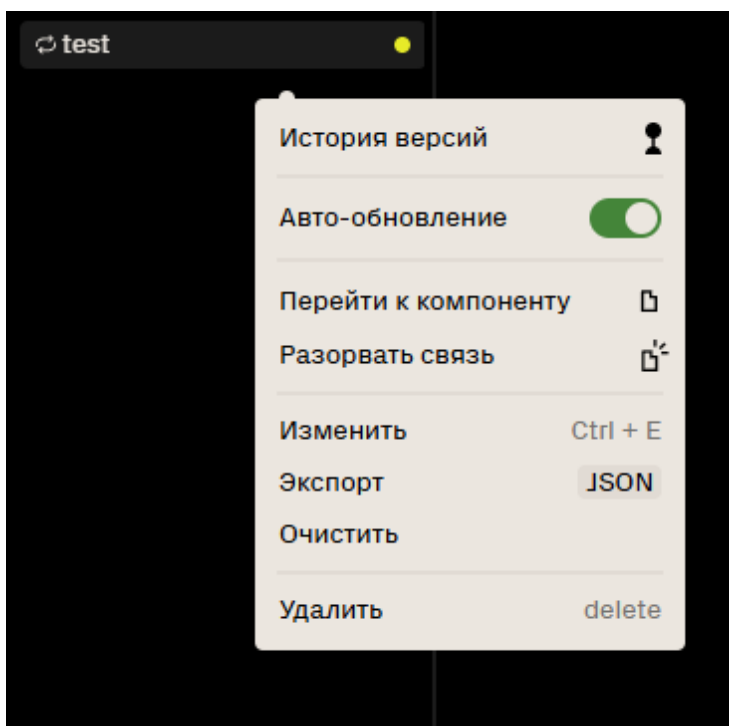 test
История версий
Авто-обновление
Перейти к компоненту
Разорвать связь
Изменить Ctrl + E
Экспорт JSON
Очистить
Удалить delete